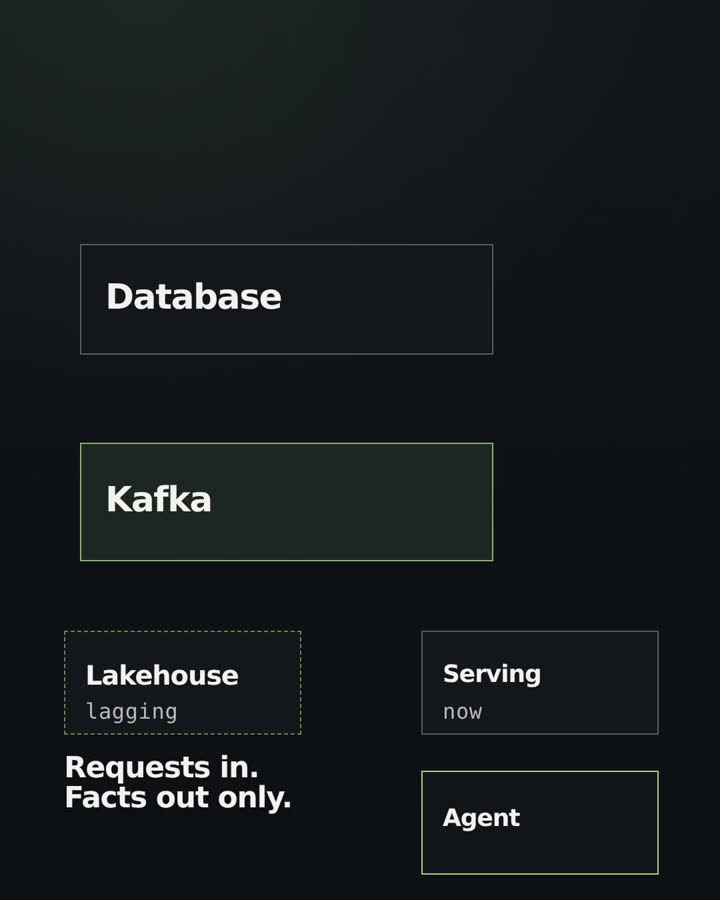 Database
Kafka
Lakehouse
lagging
Serving
now
Requests in.
Facts out only.
Agent